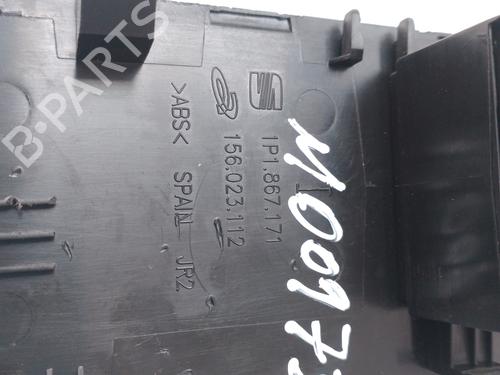 1P1.867.171
156.023.112
>ABS< SPAIN JR2
B-PARTS